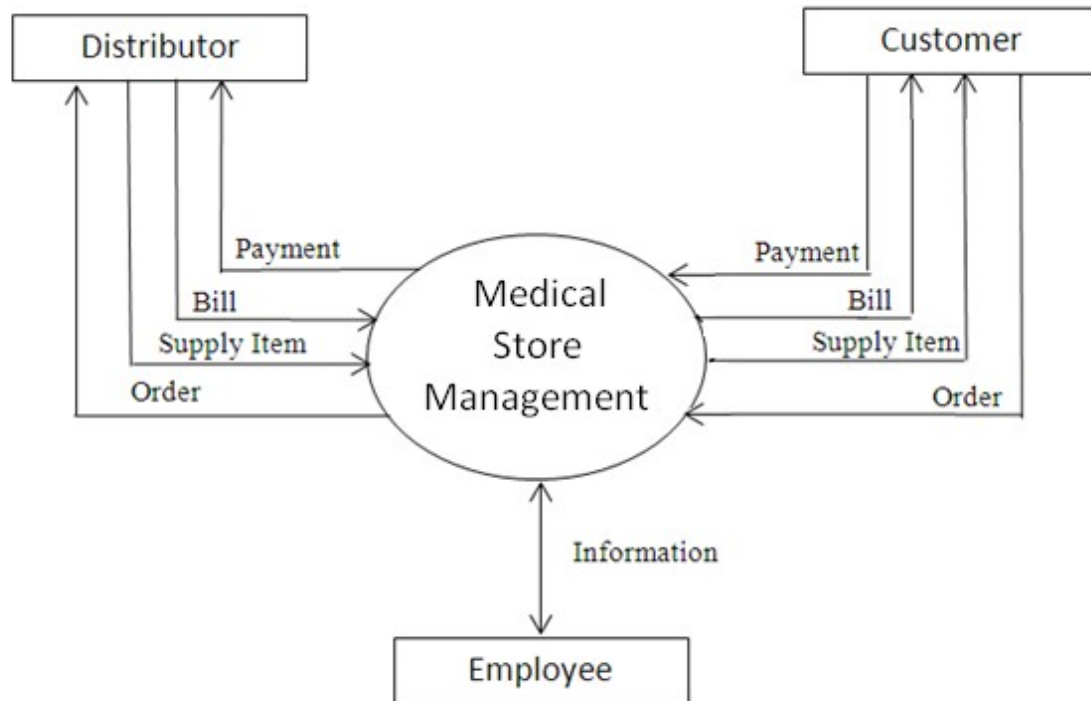 Distributor
Customer
Payment
Bill
Supply Item
Order
Medical
Store
Management
Payment
Bill
Supply Item
Order
Information
Employee